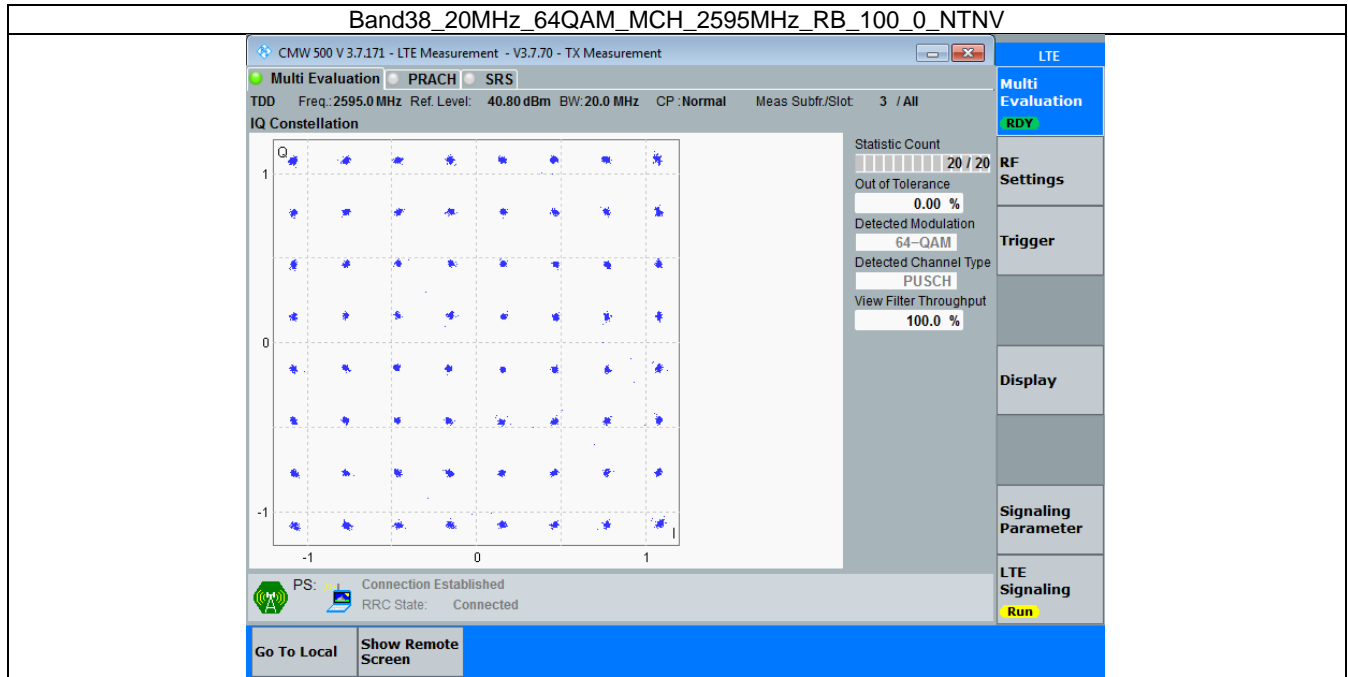 Band38_20MHz_64QAM_MCH_2595MHz_RB_100_0_NTNV
CMW 500 V 3.7.171 - LTE Measurement - V3.7.70 - TX Measurement
LTE
Multi Evaluation PRACH SRS
TDD Freq.: 2595.0 MHz Ref. Level: 40.80 dBm BW: 20.0 MHz CP : Normal Meas Subfr./Slot: 3 / All
IQ Constellation
Q
1
0
-1
-1 0 1
I
Statistic Count
20 / 20
Out of Tolerance
0.00 %
Detected Modulation
64-QAM
Detected Channel Type
PUSCH
View Filter Throughput
100.0 %
Multi
Evaluation
RDY
RF
Settings
Trigger
Display
Signaling
Parameter
LTE
Signaling
Run
PS: Connection Established
RRC State: Connected
Go To Local
Show Remote
Screen